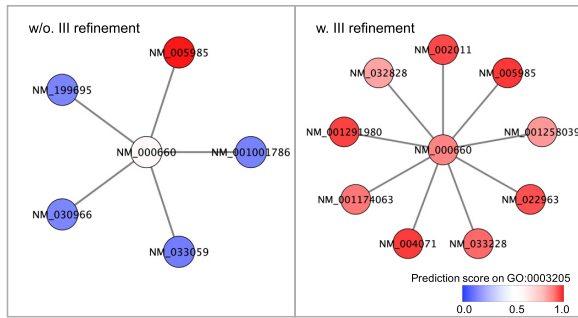 w/o. III refinement
NM_005985
NM_199695
NM_000660
NM_001001786
NM_030966
NM_033059
w. III refinement
NM_002011
NM_032828
NM_005985
NM_001291980
NM_001258039
NM_000660
NM_001174063
NM_022963
NM_004071
NM_033228
Prediction score on GO:0003205
0.0 0.5 1.0